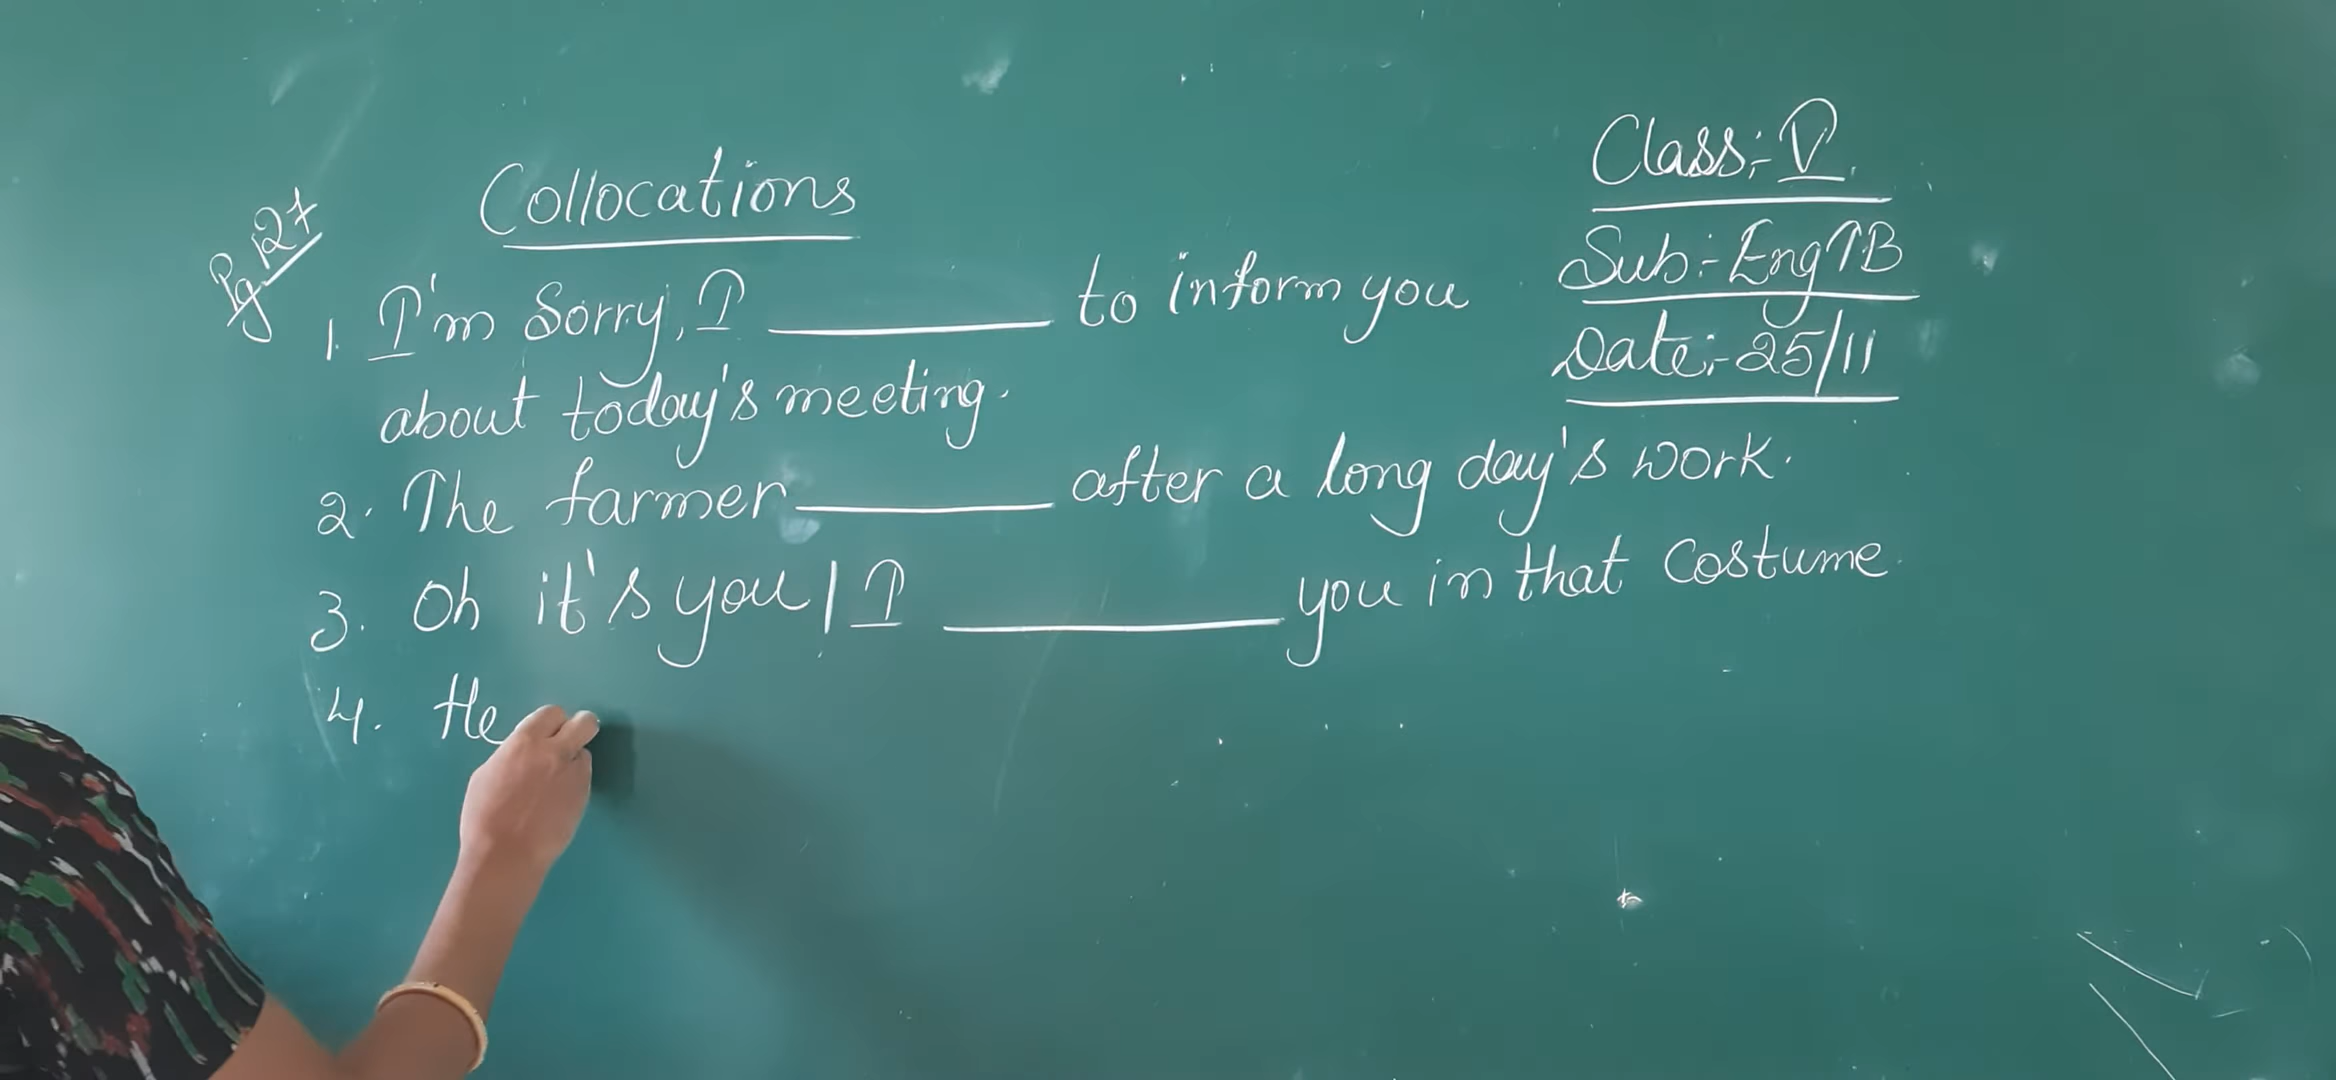 Pg 127
Collocations
Class:- V.
Sub:- Eng TB
Date:- 25/11
1. I'm Sorry, I ________ to inform you
about today's meeting.
2. The farmer ________ after a long day's work.
3. Oh it's you! I ________ you in that costume.
4. He